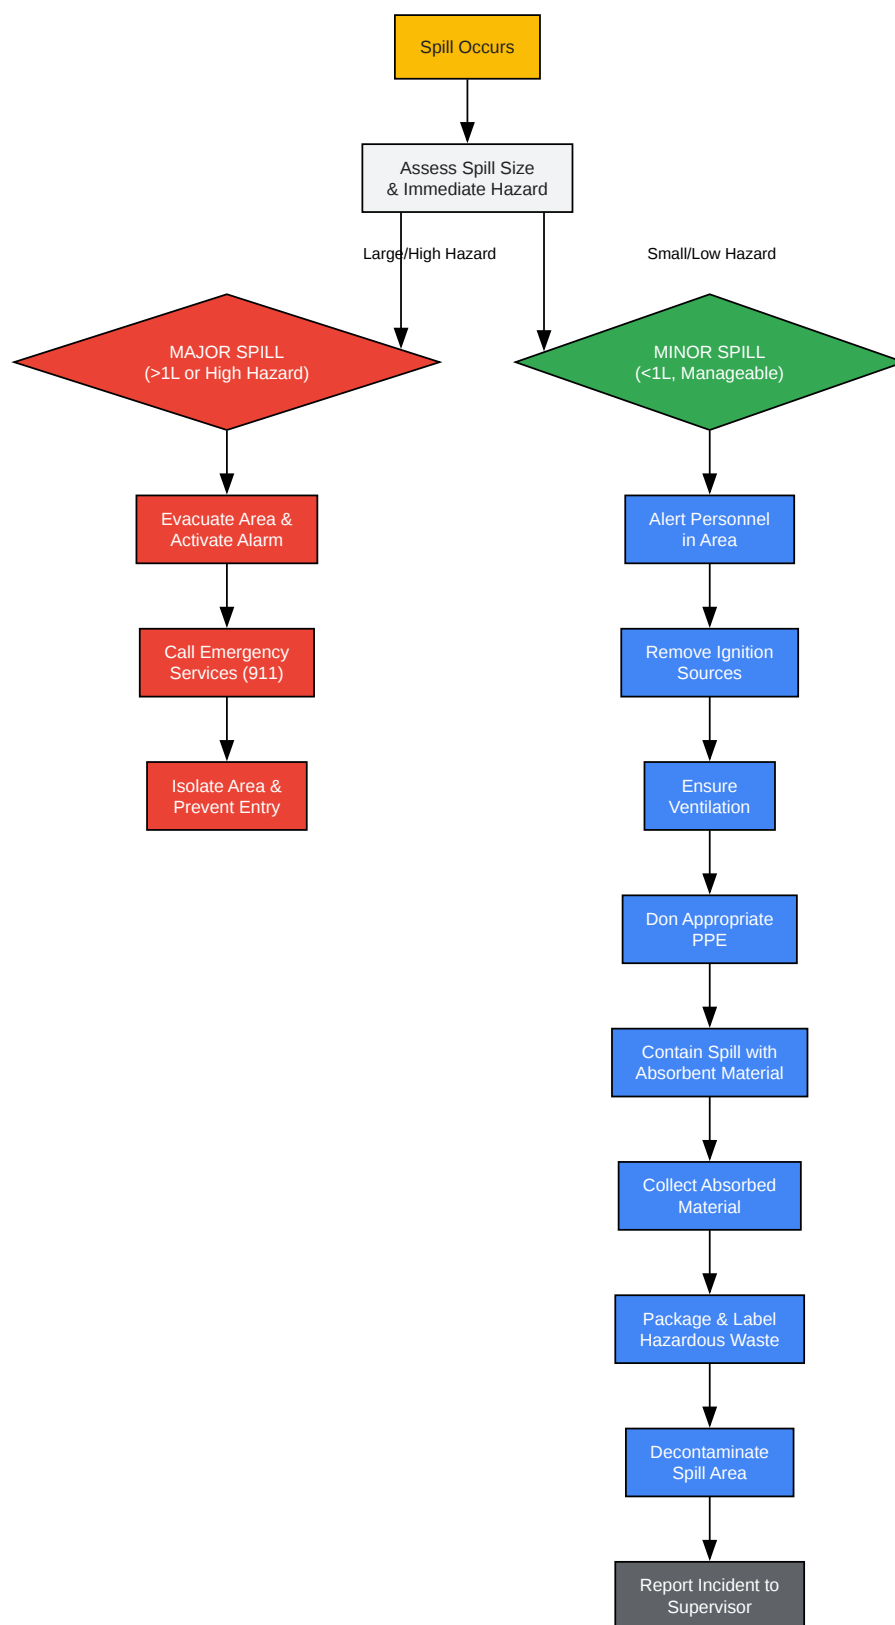 Spill Occurs
Assess Spill Size
& Immediate Hazard
Large/High Hazard
Small/Low Hazard
MAJOR SPILL
(>1L or High Hazard)
MINOR SPILL
(<1L, Manageable)
Evacuate Area &
Activate Alarm
Alert Personnel
in Area
Call Emergency
Services (911)
Remove Ignition
Sources
Isolate Area &
Prevent Entry
Ensure
Ventilation
Don Appropriate
PPE
Contain Spill with
Absorbent Material
Collect Absorbed
Material
Package & Label
Hazardous Waste
Decontaminate
Spill Area
Report Incident to
Supervisor